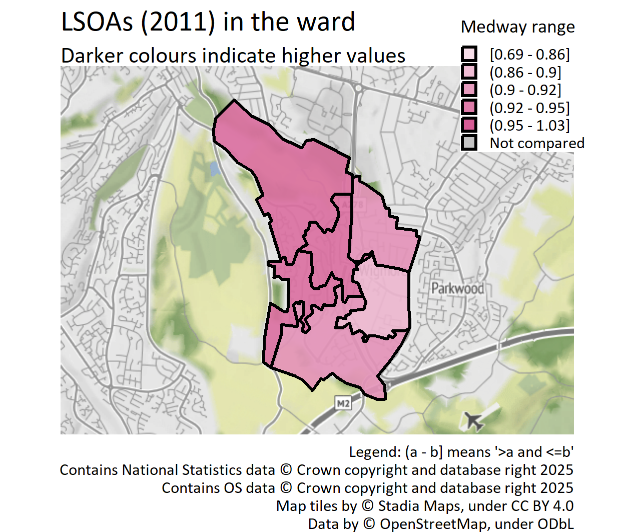 LSOAs (2011) in the ward
Darker colours indicate higher values
Medway range
[0.69 - 0.86]
(0.86 - 0.9]
(0.9 - 0.92]
(0.92 - 0.95]
(0.95 - 1.03]
Not compared
Parkwood
M2
Legend: (a - b] means '>a and <=b'
Contains National Statistics data © Crown copyright and database right 2025
Contains OS data © Crown copyright and database right 2025
Map tiles by © Stadia Maps, under CC BY 4.0
Data by © OpenStreetMap, under ODbL